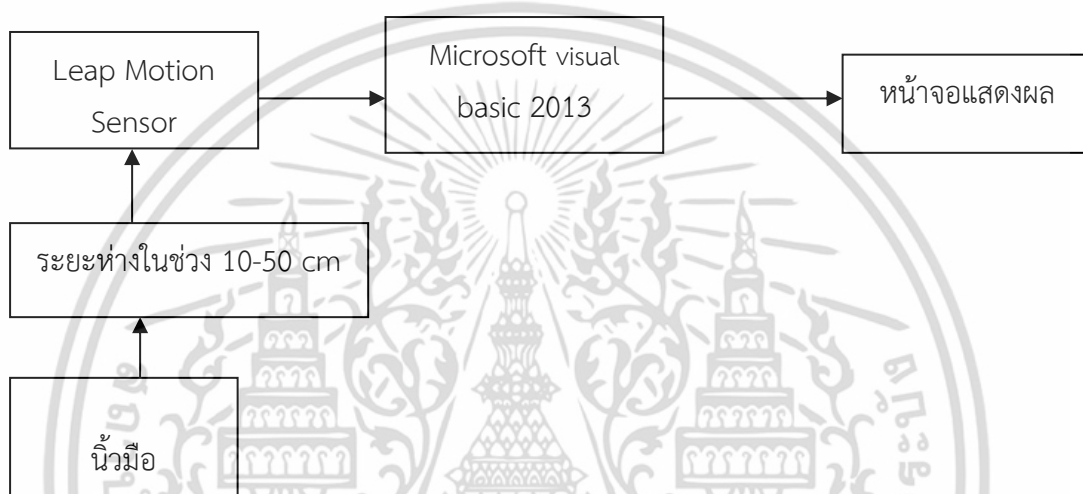 Leap Motion
Sensor
Microsoft visual
basic 2013
หน้าจอแสดงผล
ระยะห่างในช่วง 10-50 cm
นิ้วมือ